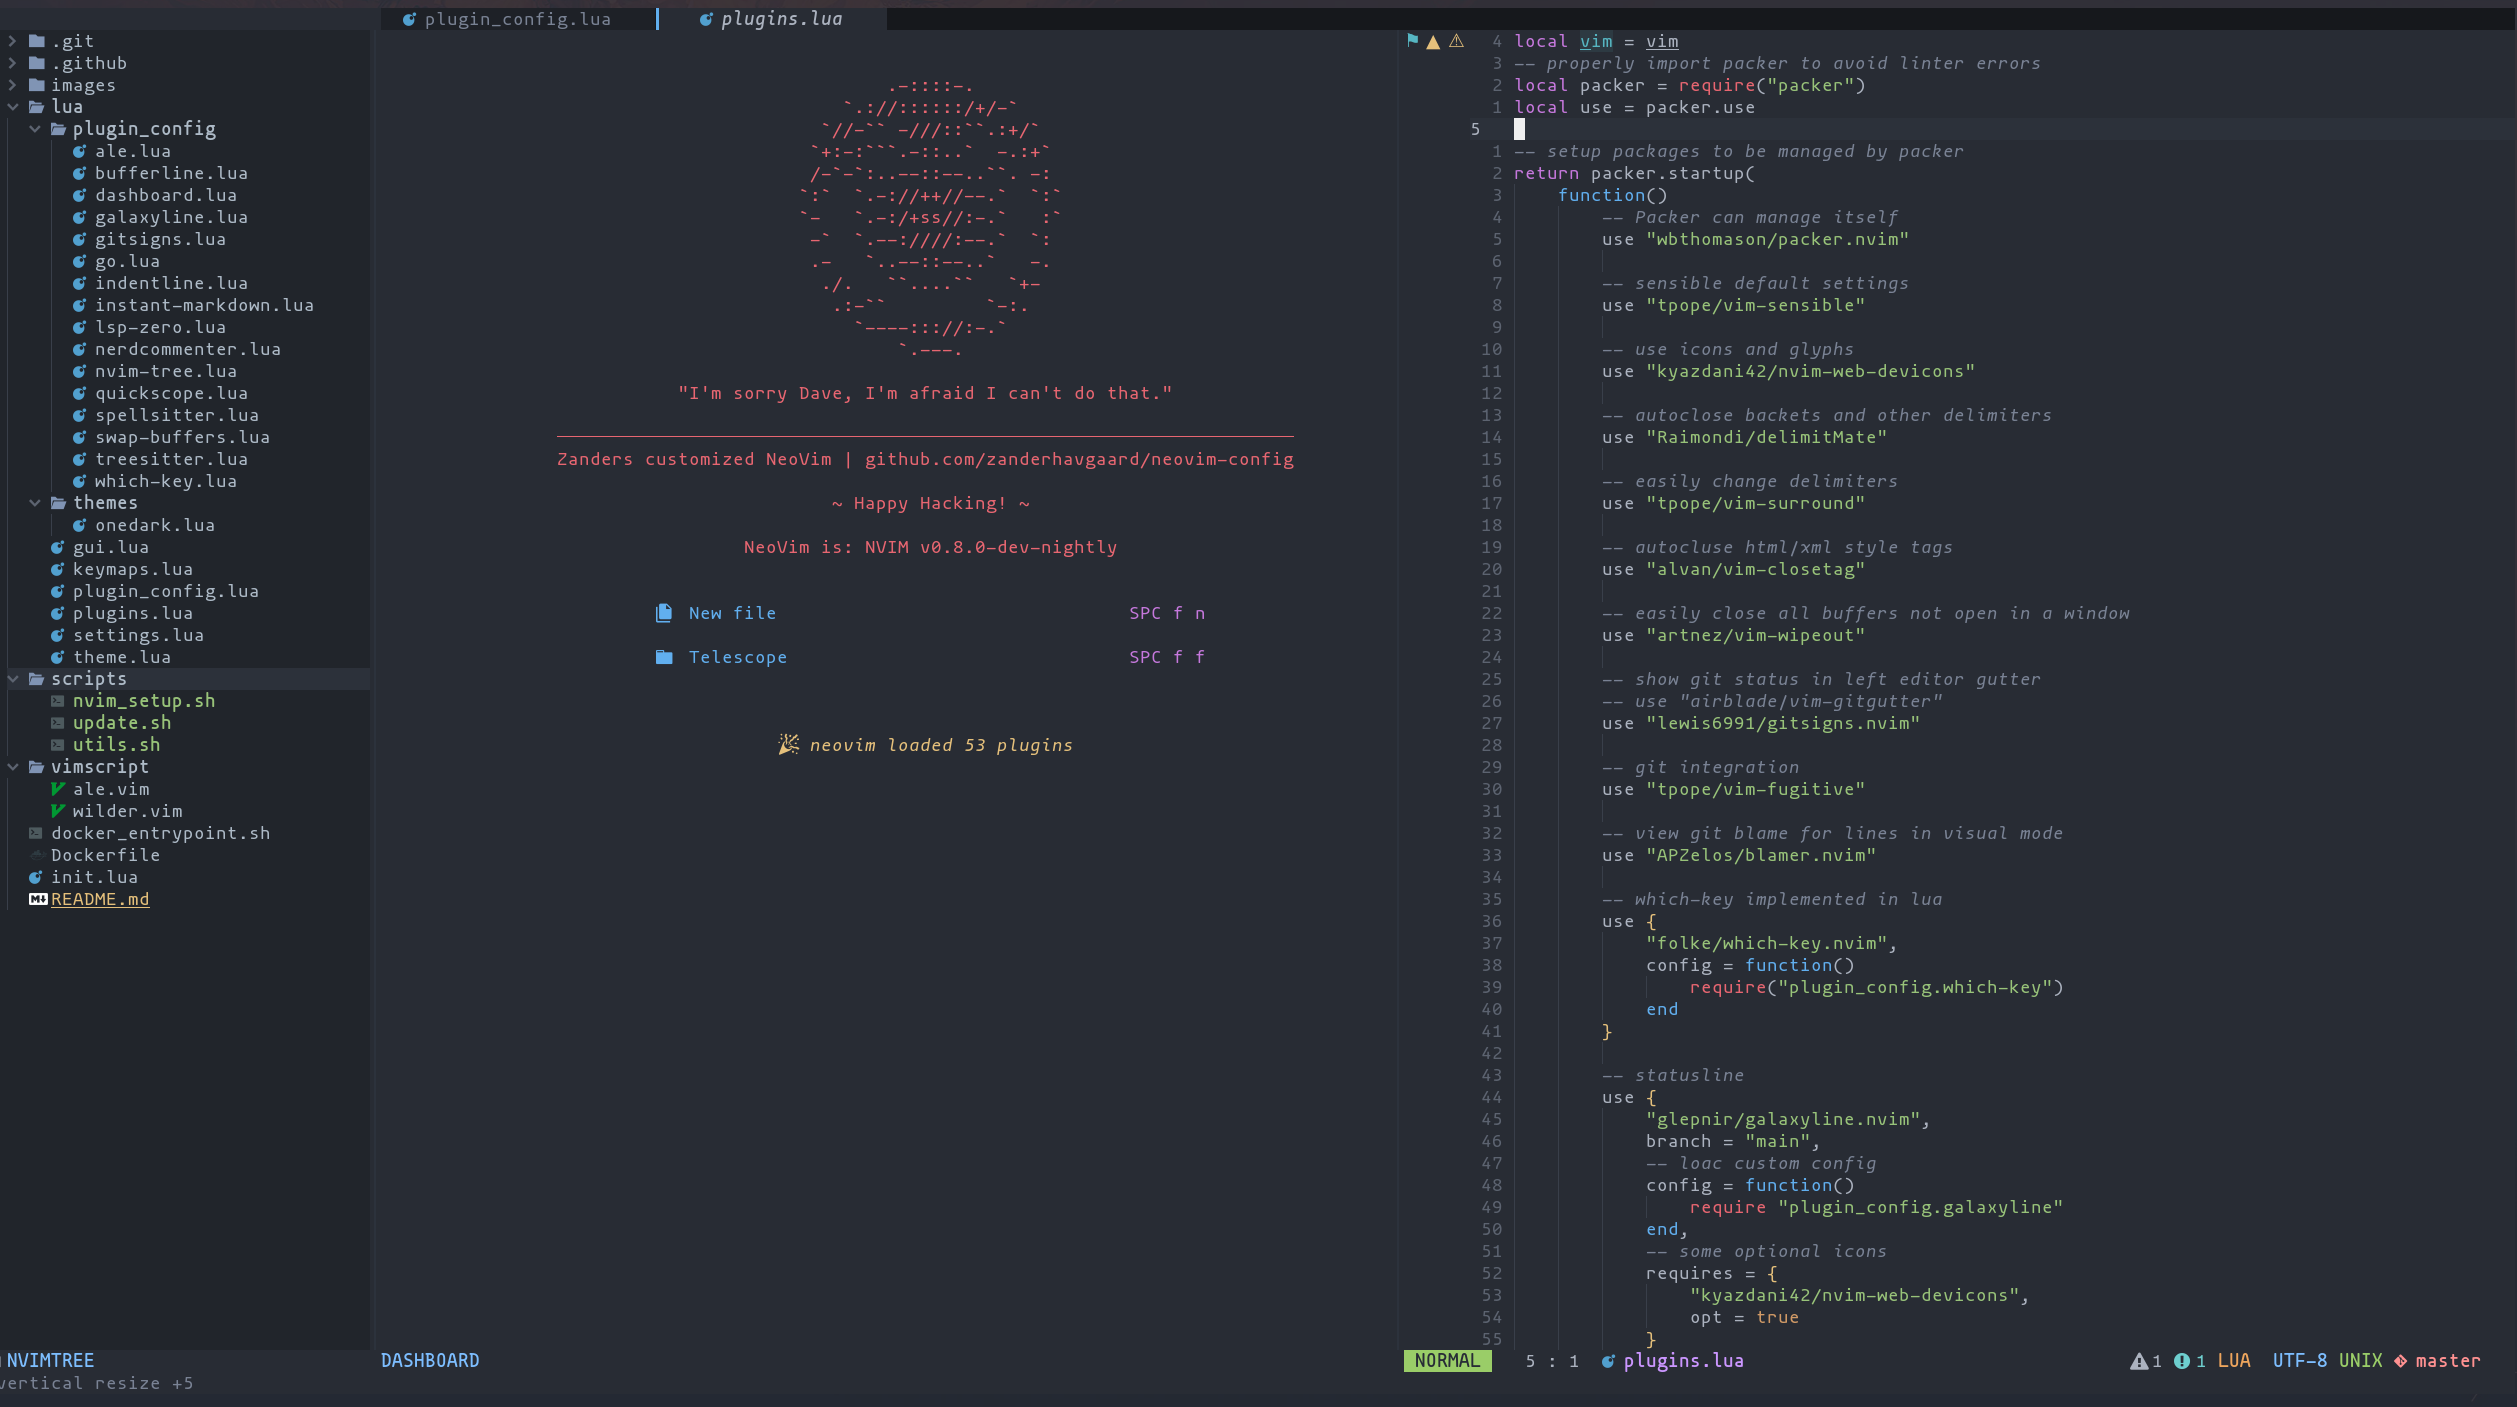 plugin_config.lua
plugins.lua
.git
.github
images
lua
plugin_config
ale.lua
bufferline.lua
dashboard.lua
galaxyline.lua
gitsigns.lua
go.lua
indentline.lua
instant-markdown.lua
lsp-zero.lua
nerdcommenter.lua
nvim-tree.lua
quickscope.lua
spellsitter.lua
swap-buffers.lua
treesitter.lua
which-key.lua
themes
onedark.lua
gui.lua
keymaps.lua
plugin_config.lua
plugins.lua
settings.lua
theme.lua
scripts
nvim_setup.sh
update.sh
utils.sh
vimscript
ale.vim
wilder.vim
docker_entrypoint.sh
Dockerfile
init.lua
README.md
"I'm sorry Dave, I'm afraid I can't do that."
Zanders customized NeoVim | github.com/zanderhavgaard/neovim-config
~ Happy Hacking! ~
NeoVim is: NVIM v0.8.0-dev-nightly
New file SPC f n
Telescope SPC f f
neovim loaded 53 plugins
4 local vim = vim
3 -- properly import packer to avoid linter errors
2 local packer = require("packer")
1 local use = packer.use
5
1 -- setup packages to be managed by packer
2 return packer.startup(
3 function()
4 -- Packer can manage itself
5 use "wbthomason/packer.nvim"
6
7 -- sensible default settings
8 use "tpope/vim-sensible"
9
10 -- use icons and glyphs
11 use "kyazdani42/nvim-web-devicons"
12
13 -- autoclose backets and other delimiters
14 use "Raimondi/delimitMate"
15
16 -- easily change delimiters
17 use "tpope/vim-surround"
18
19 -- autocluse html/xml style tags
20 use "alvan/vim-closetag"
21
22 -- easily close all buffers not open in a window
23 use "artnez/vim-wipeout"
24
25 -- show git status in left editor gutter
26 -- use "airblade/vim-gitgutter"
27 use "lewis6991/gitsigns.nvim"
28
29 -- git integration
30 use "tpope/vim-fugitive"
31
32 -- view git blame for lines in visual mode
33 use "APZelos/blamer.nvim"
34
35 -- which-key implemented in lua
36 use {
37 "folke/which-key.nvim",
38 config = function()
39 require("plugin_config.which-key")
40 end
41 }
42
43 -- statusline
44 use {
45 "glepnir/galaxyline.nvim",
46 branch = "main",
47 -- loac custom config
48 config = function()
49 require "plugin_config.galaxyline"
50 end,
51 -- some optional icons
52 requires = {
53 "kyazdani42/nvim-web-devicons",
54 opt = true
55 }
NVIMTREE
DASHBOARD
NORMAL 5 : 1 plugins.lua 1 1 LUA UTF-8 UNIX master
vertical resize +5